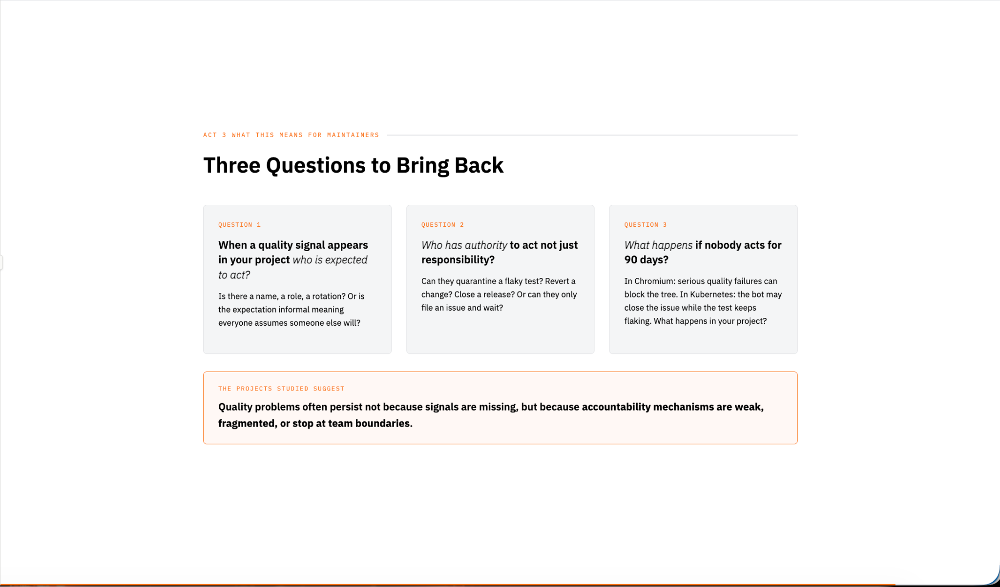 ACT 3 WHAT THIS MEANS FOR MAINTAINERS
Three Questions to Bring Back
QUESTION 1
When a quality signal appears
in your project who is expected
to act?
Is there a name, a role, a rotation? Or is
the expectation informal meaning
everyone assumes someone else will?
QUESTION 2
Who has authority to act not just
responsibility?
Can they quarantine a flaky test? Revert a
change? Close a release? Or can they only
file an issue and wait?
QUESTION 3
What happens if nobody acts for
90 days?
In Chromium: serious quality failures can
block the tree. In Kubernetes: the bot may
close the issue while the test keeps
flaking. What happens in your project?
THE PROJECTS STUDIED SUGGEST
Quality problems often persist not because signals are missing, but because accountability mechanisms are weak,
fragmented, or stop at team boundaries.